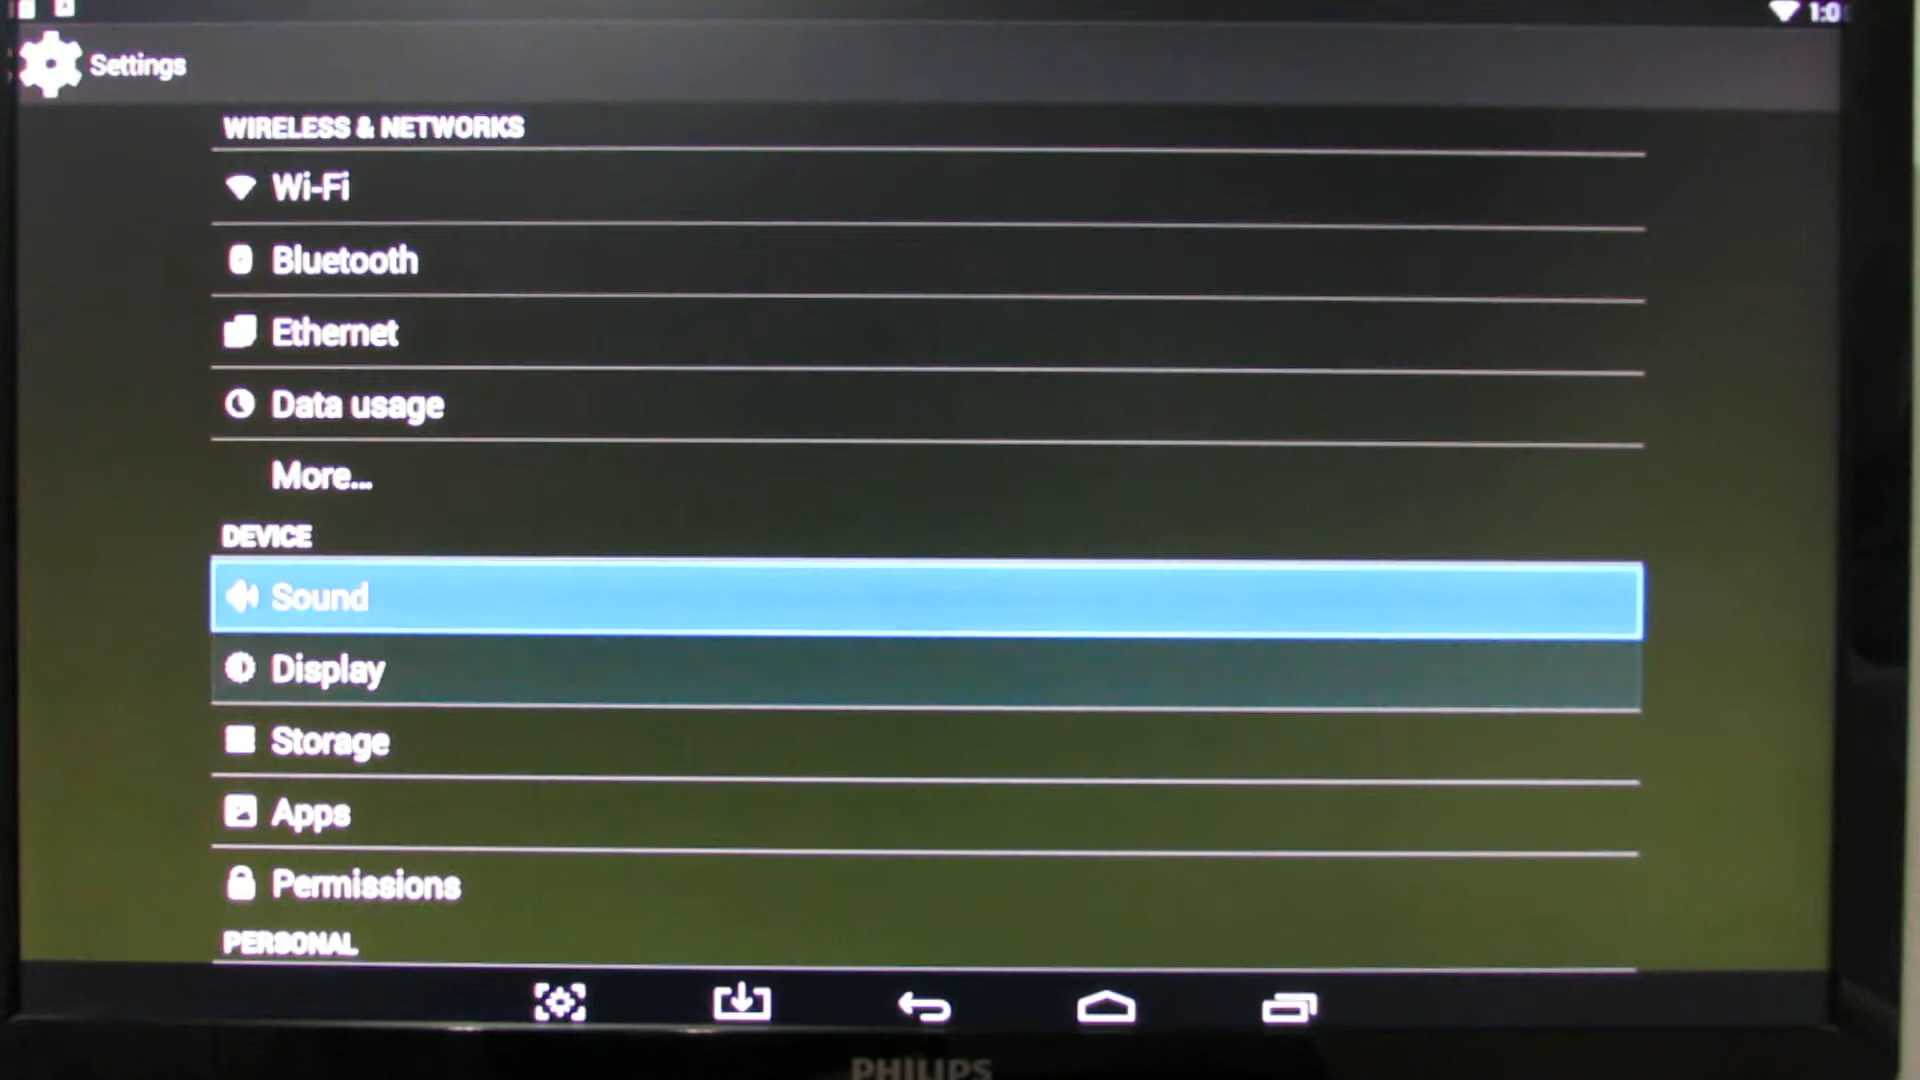 Settings
WIRELESS & NETWORKS
Wi-Fi
Bluetooth
Ethernet
Data usage
More...
DEVICE
Sound
Display
Storage
Apps
Permissions
PERSONAL
PHILIPS